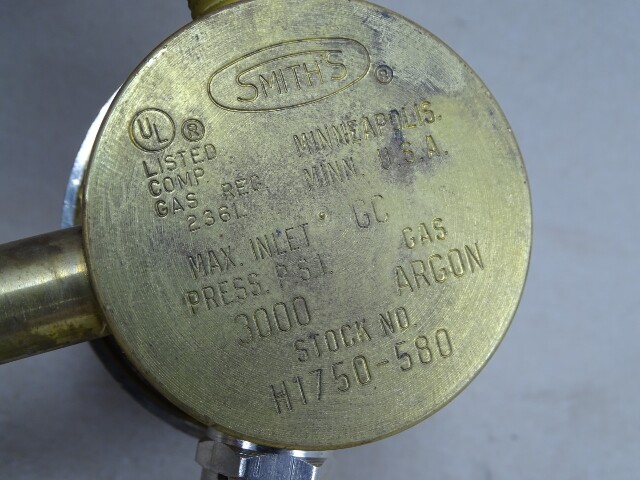 SMITH'S ®
UL ®
LISTED
COMP.
GAS REG.
236L
MINNEAPOLIS.
MINN. U.S.A.
GC
MAX. INLET
PRESS. P.S.I.
3000
GAS
ARGON
STOCK NO.
H1750-580